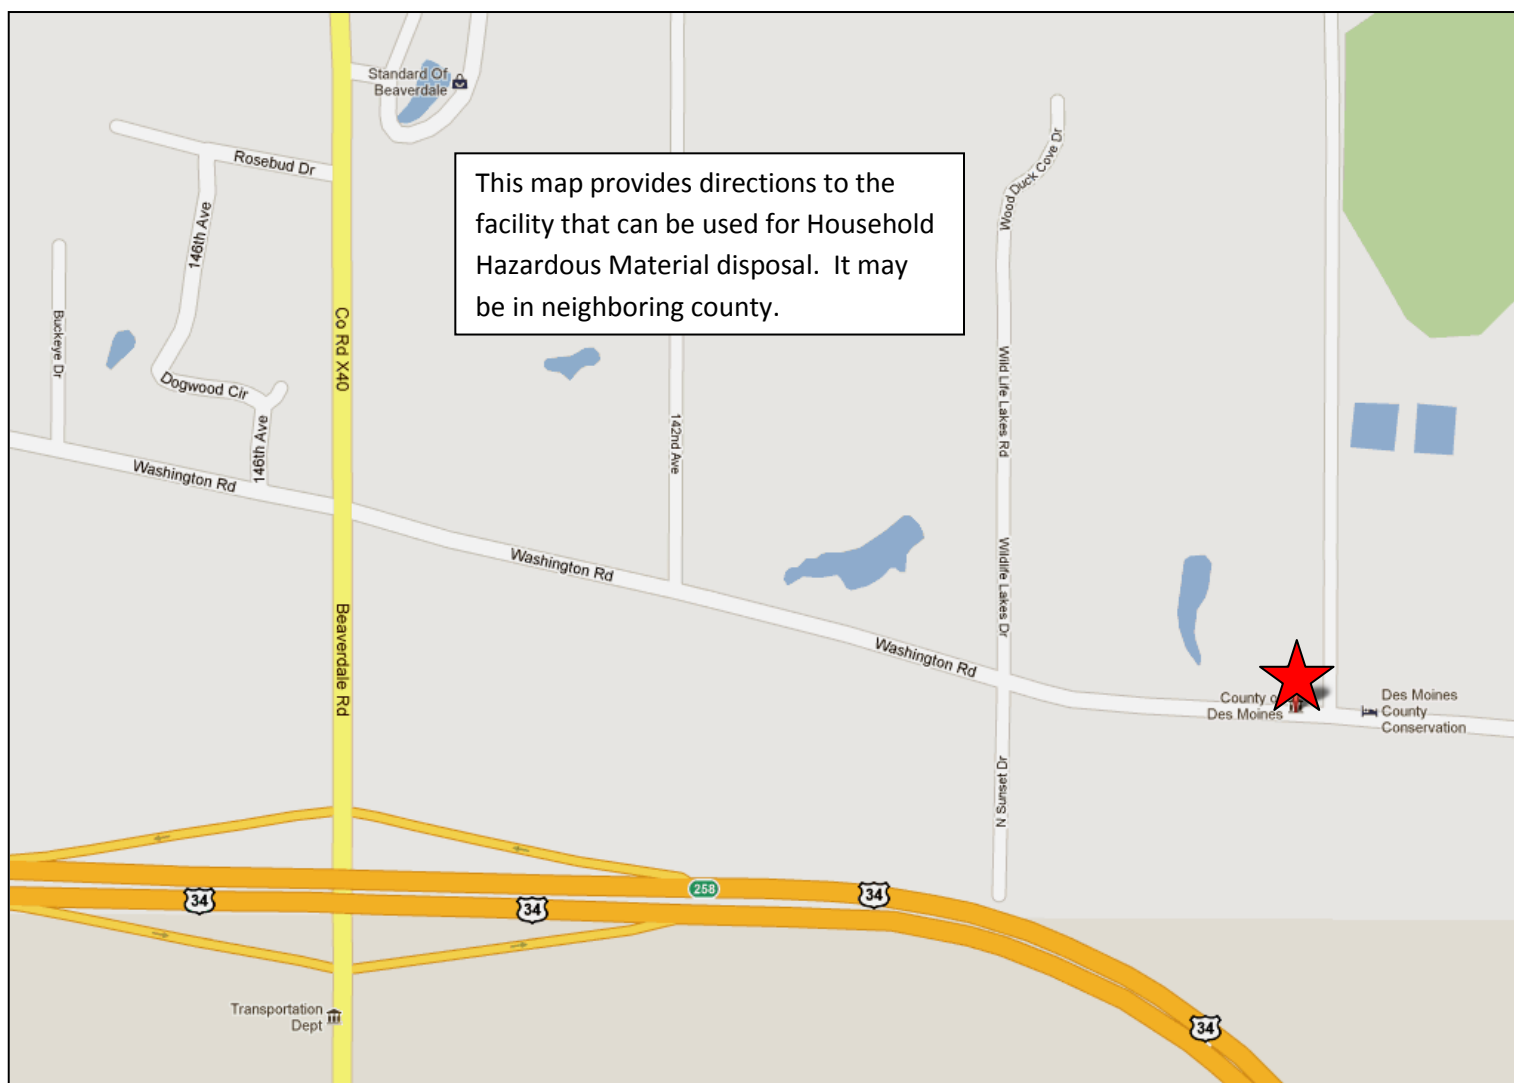 Standard Of
Beaverdale
Rosebud Dr
This map provides directions to the
facility that can be used for Household
Hazardous Material disposal.  It may
be in neighboring county.
Wood Duck Cove Dr
146th Ave
Buckeye Dr
Co Rd X40
Dogwood Cir
146th Ave
142nd Ave
Wild Life Lakes Rd
Washington Rd
Washington Rd
Wildlife Lakes Dr
Beaverdale Rd
Washington Rd
County o
Des Moines
Des Moines
County
Conservation
N Sunset Dr
258
34
34
34
Transportation
Dept
34